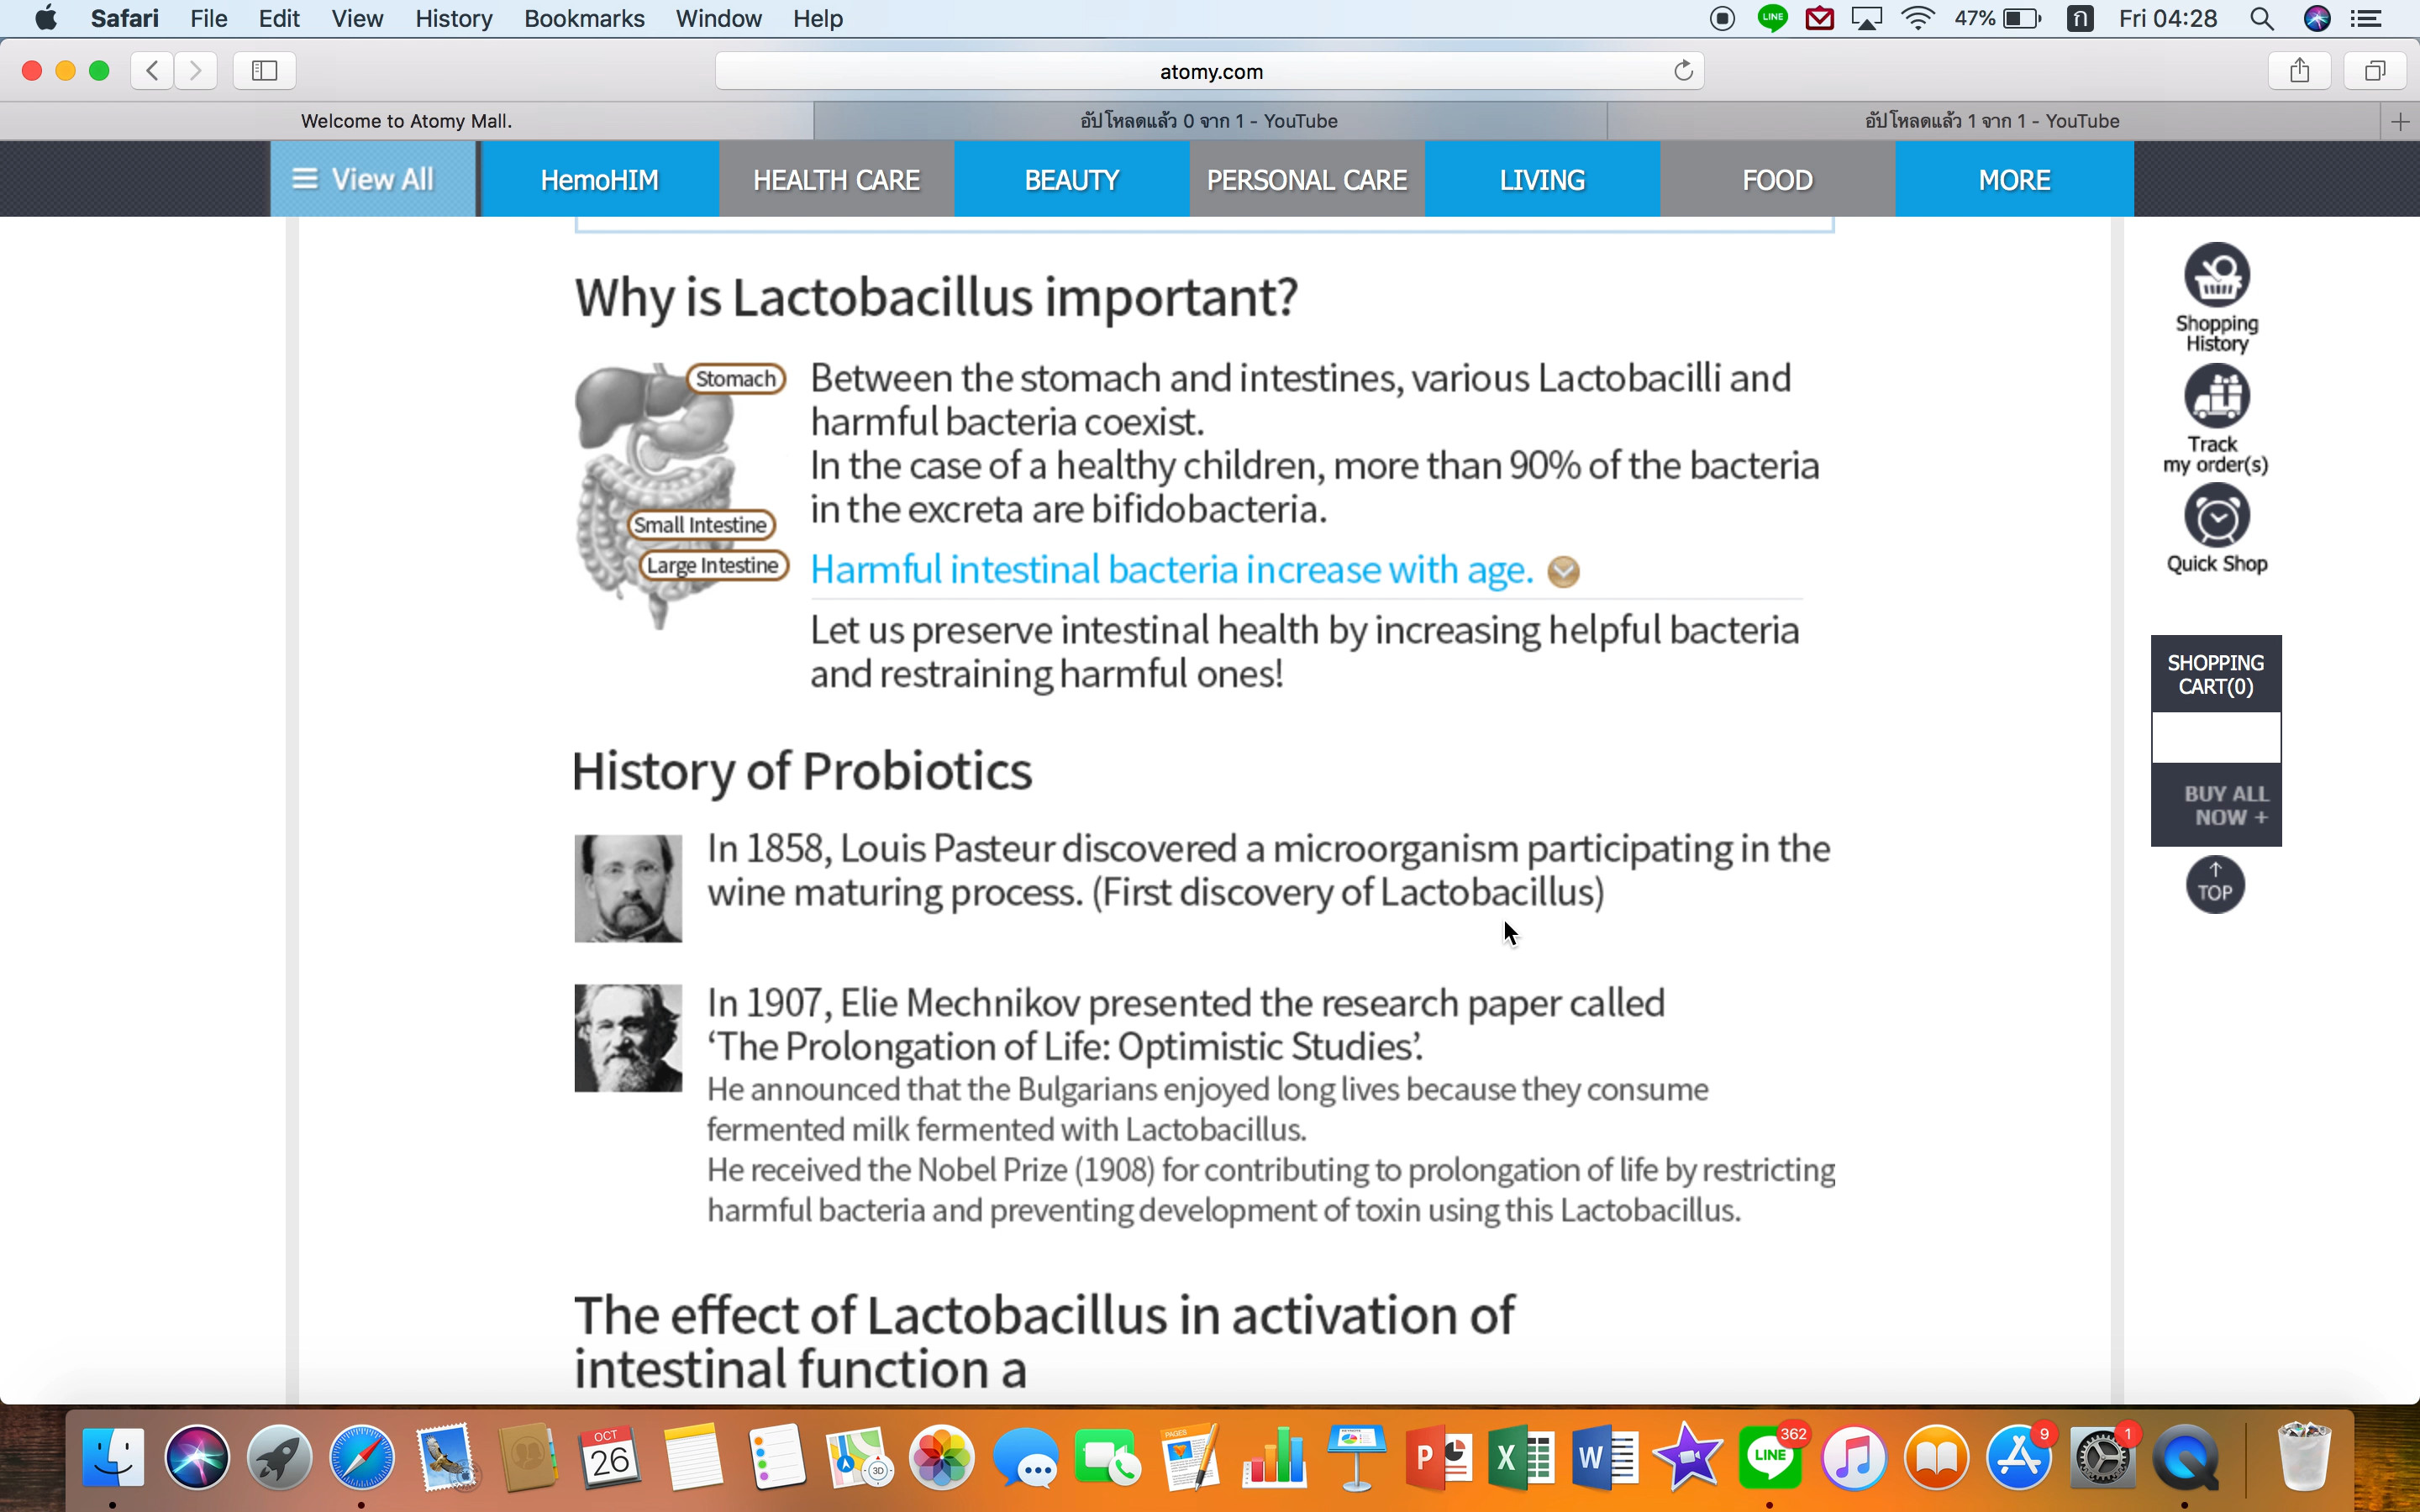 Safari File Edit View History Bookmarks Window Help
LINE 47% ก Fri 04:28
atomy.com
Welcome to Atomy Mall.
อัปโหลดแล้ว 0 จาก 1 - YouTube
อัปโหลดแล้ว 1 จาก 1 - YouTube
View All
HemoHIM
HEALTH CARE
BEAUTY
PERSONAL CARE
LIVING
FOOD
MORE
Why is Lactobacillus important?
Stomach
Small Intestine
Large Intestine
Between the stomach and intestines, various Lactobacilli and
harmful bacteria coexist.
In the case of a healthy children, more than 90% of the bacteria
in the excreta are bifidobacteria.
Harmful intestinal bacteria increase with age.
Let us preserve intestinal health by increasing helpful bacteria
and restraining harmful ones!
History of Probiotics
In 1858, Louis Pasteur discovered a microorganism participating in the
wine maturing process. (First discovery of Lactobacillus)
In 1907, Elie Mechnikov presented the research paper called
‘The Prolongation of Life: Optimistic Studies’.
He announced that the Bulgarians enjoyed long lives because they consume
fermented milk fermented with Lactobacillus.
He received the Nobel Prize (1908) for contributing to prolongation of life by restricting
harmful bacteria and preventing development of toxin using this Lactobacillus.
The effect of Lactobacillus in activation of
intestinal function a
Shopping
History
Track
my order(s)
Quick Shop
SHOPPING
CART(0)
BUY ALL
NOW +
TOP
OCT
26
3D
PAGES
P
X
W
LINE
362
9
1